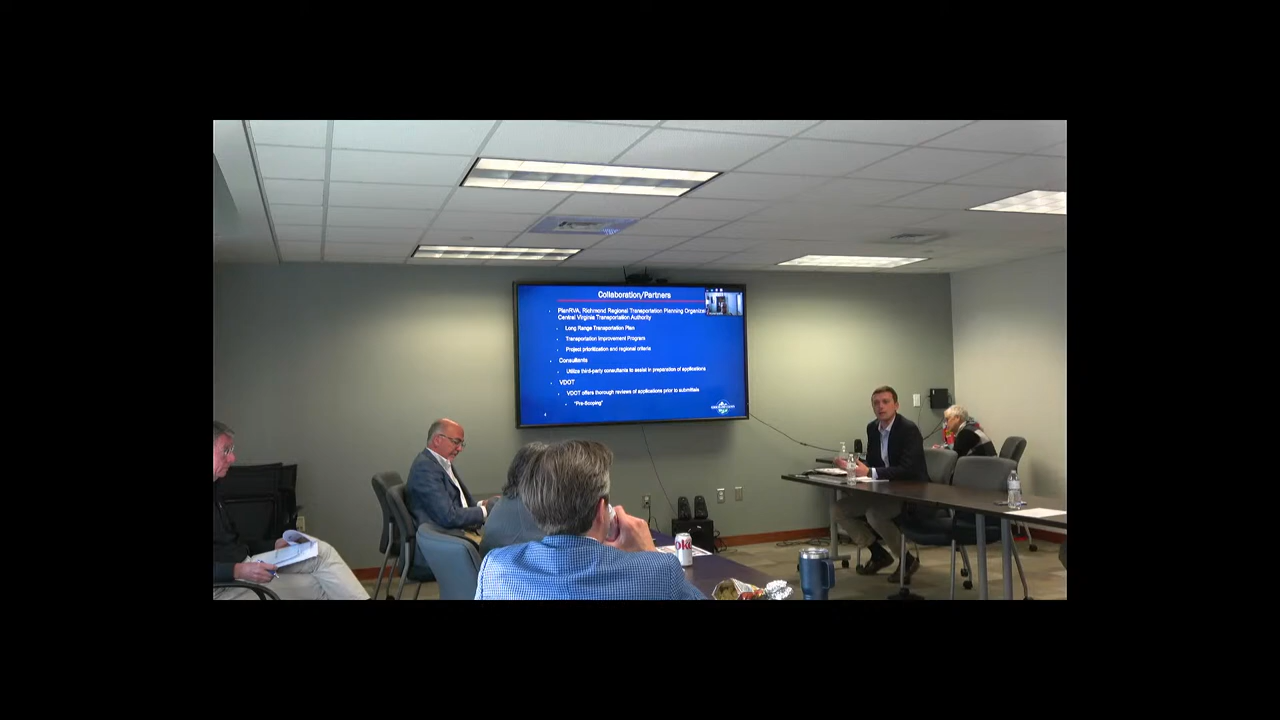 Collaboration/Partners
PlanRVA, Richmond Regional Transportation Planning Organiza
Central Virginia Transportation Authority
Long Range Transportation Plan
Transportation Improvement Program
Project prioritization and regional criteria
Consultants
Utilize third-party consultants to assist in preparation of applications
VDOT
VDOT offers thorough reviews of applications prior to submittals
"Pre-Scoping"
oke